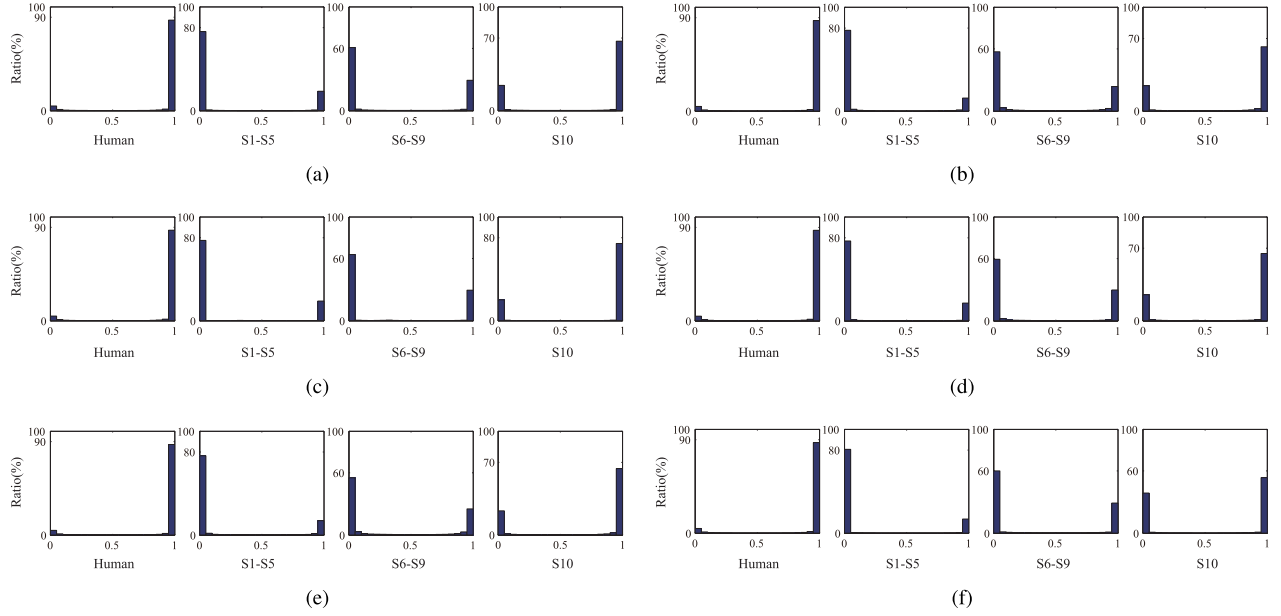 100 100 100 100 100 100 100 100
90 80 60 70 90 80 60 70
Ratio(%) Ratio(%)
0 0 0 0 0 0 0 0
0 0.5 1 0 0.5 1 0 0.5 1 0 0.5 1 0 0.5 1 0 0.5 1 0 0.5 1 0 0.5 1
Human S1-S5 S6-S9 S10 Human S1-S5 S6-S9 S10
(a) (b)
100 100 100 100 100 100 100 100
90 80 60 80 90 80 60 70
Ratio(%) Ratio(%)
0 0 0 0 0 0 0 0
0 0.5 1 0 0.5 1 0 0.5 1 0 0.5 1 0 0.5 1 0 0.5 1 0 0.5 1 0 0.5 1
Human S1-S5 S6-S9 S10 Human S1-S5 S6-S9 S10
(c) (d)
100 100 100 100 100 100 100 100
90 80 60 70 90 80 60 60
Ratio(%) Ratio(%)
0 0 0 0 0 0 0 0
0 0.5 1 0 0.5 1 0 0.5 1 0 0.5 1 0 0.5 1 0 0.5 1 0 0.5 1 0 0.5 1
Human S1-S5 S6-S9 S10 Human S1-S5 S6-S9 S10
(e) (f)